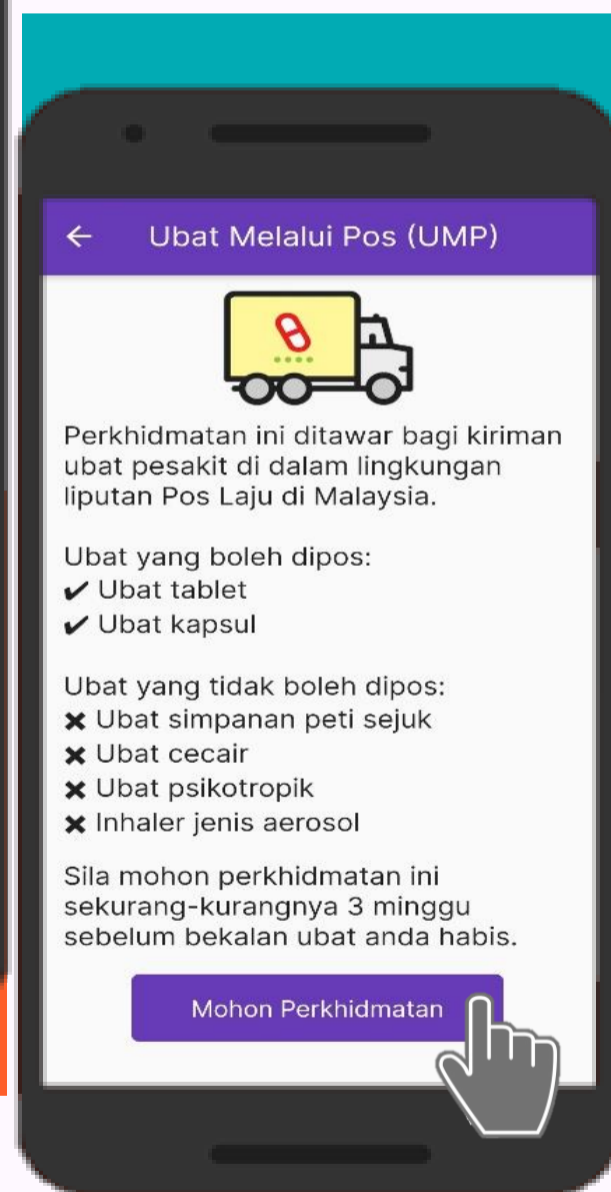 ← Ubat Melalui Pos (UMP)
Perkhidmatan ini ditawar bagi kiriman
ubat pesakit di dalam lingkungan
liputan Pos Laju di Malaysia.
Ubat yang boleh dipos:
✔ Ubat tablet
✔ Ubat kapsul
Ubat yang tidak boleh dipos:
✖ Ubat simpanan peti sejuk
✖ Ubat cecair
✖ Ubat psikotropik
✖ Inhaler jenis aerosol
Sila mohon perkhidmatan ini
sekurang-kurangnya 3 minggu
sebelum bekalan ubat anda habis.
Mohon Perkhidmatan